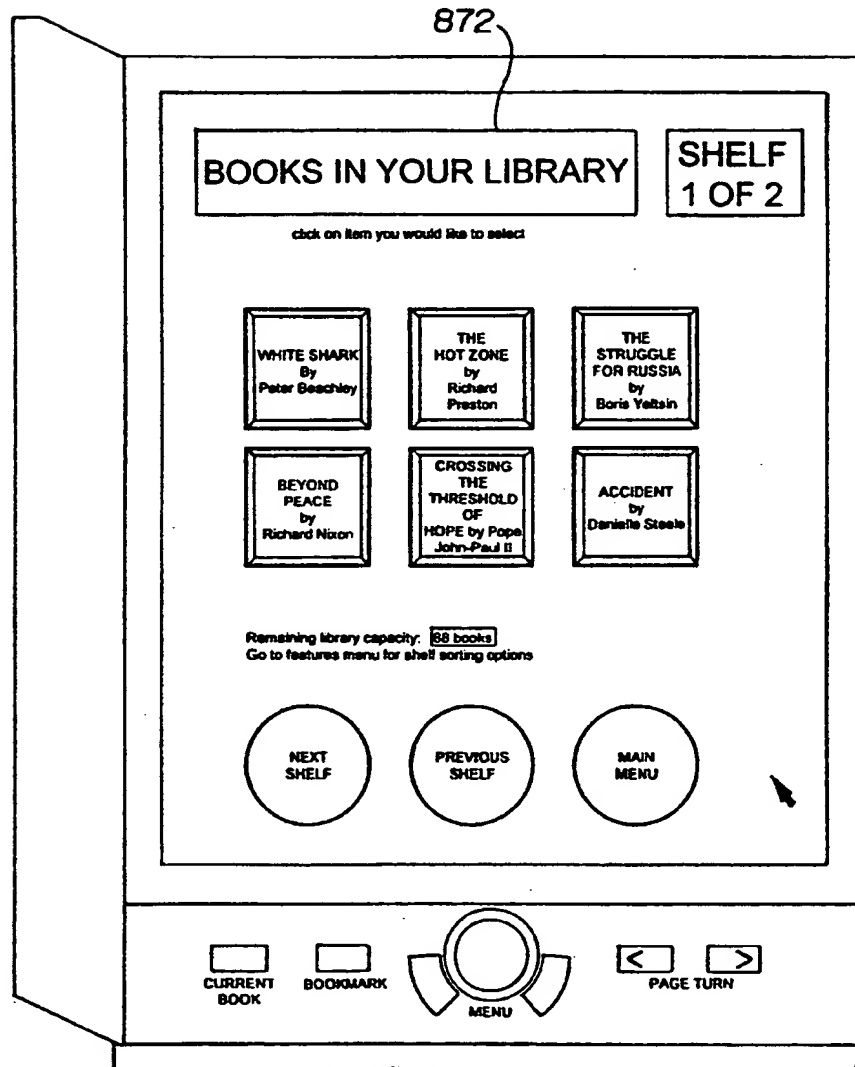 872
BOOKS IN YOUR LIBRARY
SHELF
1 OF 2
click on item you would like to select
WHITE SHARK
By
Peter Beachley
THE
HOT ZONE
by
Richard
Preston
THE
STRUGGLE
FOR RUSSIA
by
Boris Yeltsin
BEYOND
PEACE
by
Richard Nixon
CROSSING
THE
THRESHOLD
OF
HOPE by Pope
John-Paul II
ACCIDENT
by
Danielle Steele
Remaining library capacity: 88 books
Go to features menu for shelf sorting options
NEXT
SHELF
PREVIOUS
SHELF
MAIN
MENU
CURRENT
BOOK
BOOKMARK
MENU
< >
PAGE TURN